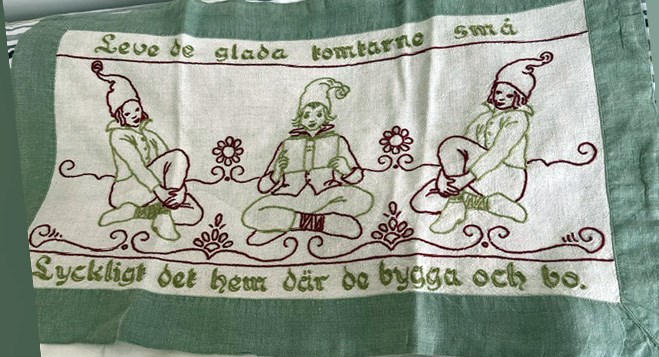 Leve de glada tomtarne små
Lyckligt det hem där de bygga och bo.